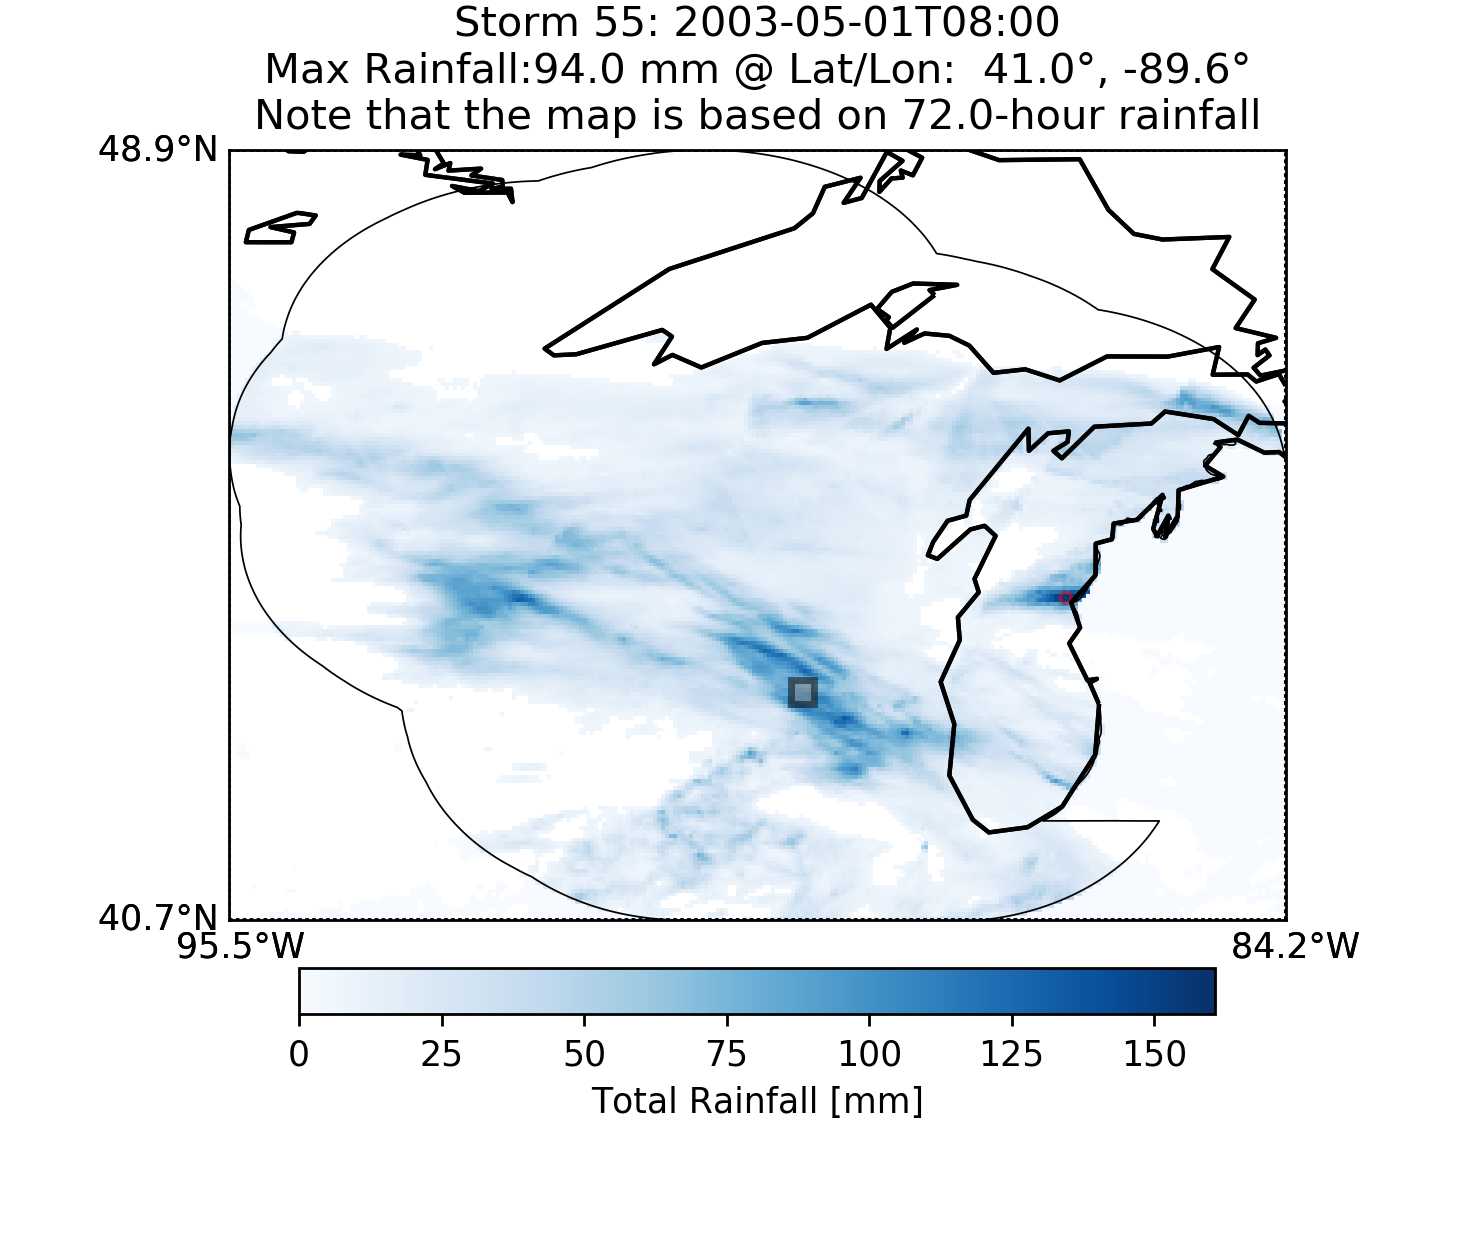 Storm 55: 2003-05-01T08:00
Max Rainfall:94.0 mm @ Lat/Lon:  41.0°, -89.6°
Note that the map is based on 72.0-hour rainfall
48.9°N
40.7°N
95.5°W 84.2°W
0 25 50 75 100 125 150
Total Rainfall [mm]